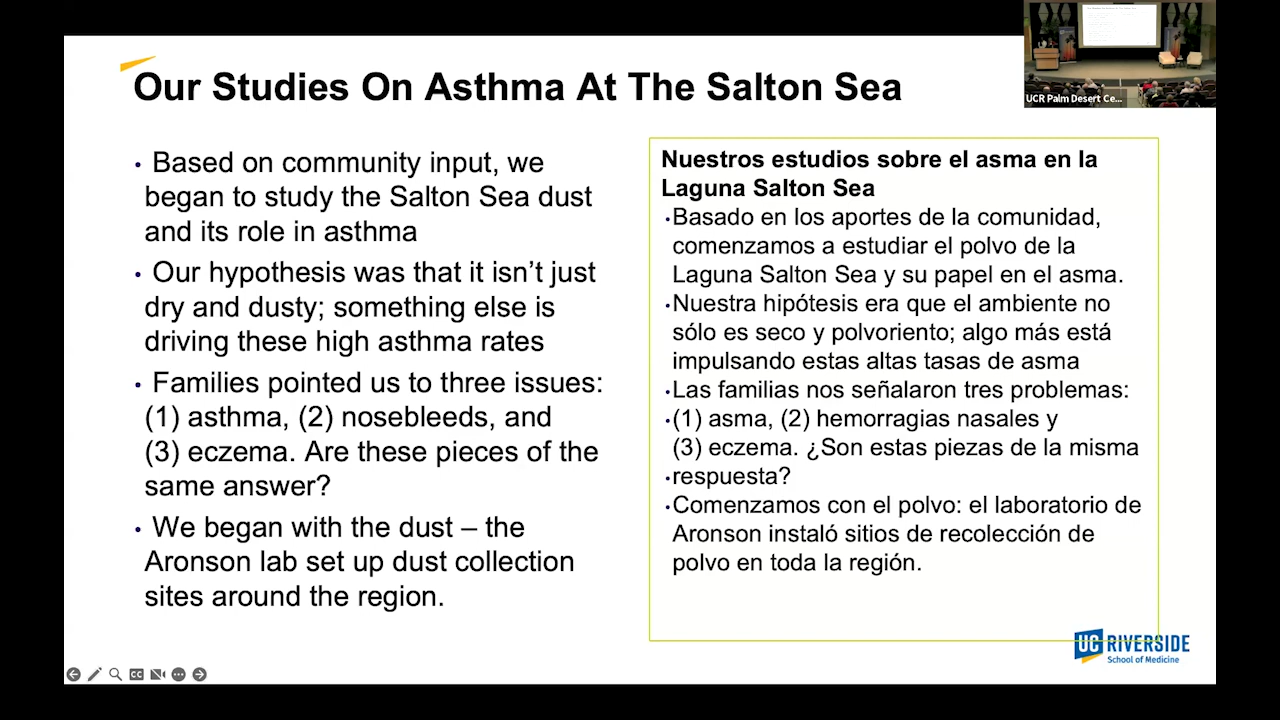 Our Studies On Asthma At The Salton Sea
• Based on community input, we
began to study the Salton Sea dust
and its role in asthma
• Our hypothesis was that it isn’t just
dry and dusty; something else is
driving these high asthma rates
• Families pointed us to three issues:
(1) asthma, (2) nosebleeds, and
(3) eczema. Are these pieces of the
same answer?
• We began with the dust – the
Aronson lab set up dust collection
sites around the region.
Nuestros estudios sobre el asma en la
Laguna Salton Sea
•Basado en los aportes de la comunidad,
comenzamos a estudiar el polvo de la
Laguna Salton Sea y su papel en el asma.
•Nuestra hipótesis era que el ambiente no
sólo es seco y polvoriento; algo más está
impulsando estas altas tasas de asma
•Las familias nos señalaron tres problemas:
•(1) asma, (2) hemorragias nasales y
(3) eczema. ¿Son estas piezas de la misma
•respuesta?
•Comenzamos con el polvo: el laboratorio de
Aronson instaló sitios de recolección de
polvo en toda la región.
UCR Palm Desert Ce...
UC RIVERSIDE
School of Medicine
CC